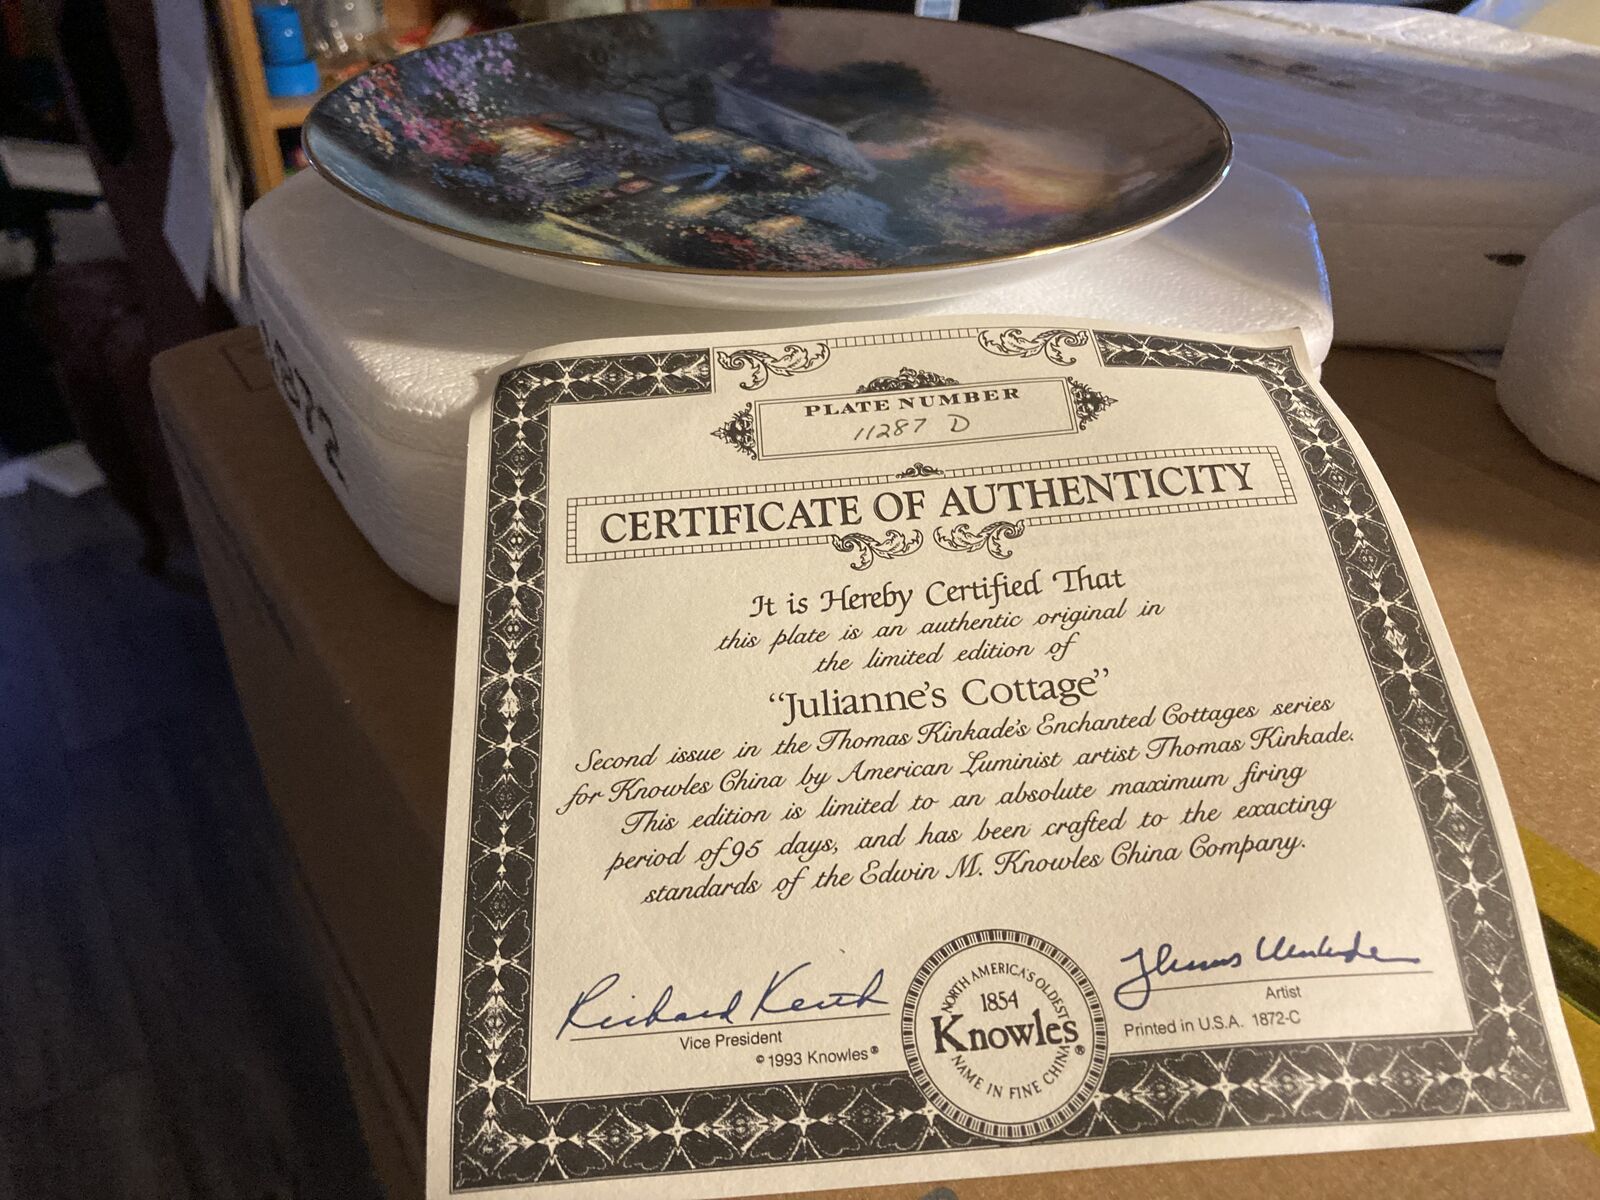 PLATE NUMBER
11287 D
CERTIFICATE OF AUTHENTICITY
It is Hereby Certified That
this plate is an authentic original in
the limited edition of
"Julianne's Cottage"
Second issue in the Thomas Kinkade's Enchanted Cottages series
for Knowles China by American Luminist artist Thomas Kinkade.
This edition is limited to an absolute maximum firing
period of 95 days, and has been crafted to the exacting
standards of the Edwin M. Knowles China Company.
Richard Keith
Vice President
© 1993 Knowles®
NORTH AMERICA'S OLDEST
1854
Knowles®
NAME IN FINE CHINA
Thomas Kinkade
Artist
Printed in U.S.A. 1872-C